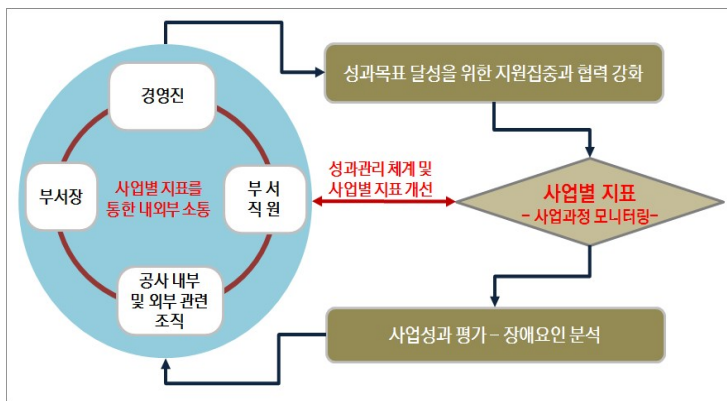 경영진
부서장
사업별 지표를
통한 내외부 소통
부 서
직 원
공사 내부
및 외부 관련
조직
성과목표 달성을 위한 지원집중과 협력 강화
성과관리 체계 및
사업별 지표 개선
사업별 지표
- 사업과정 모니터링-
사업성과 평가 – 장애요인 분석